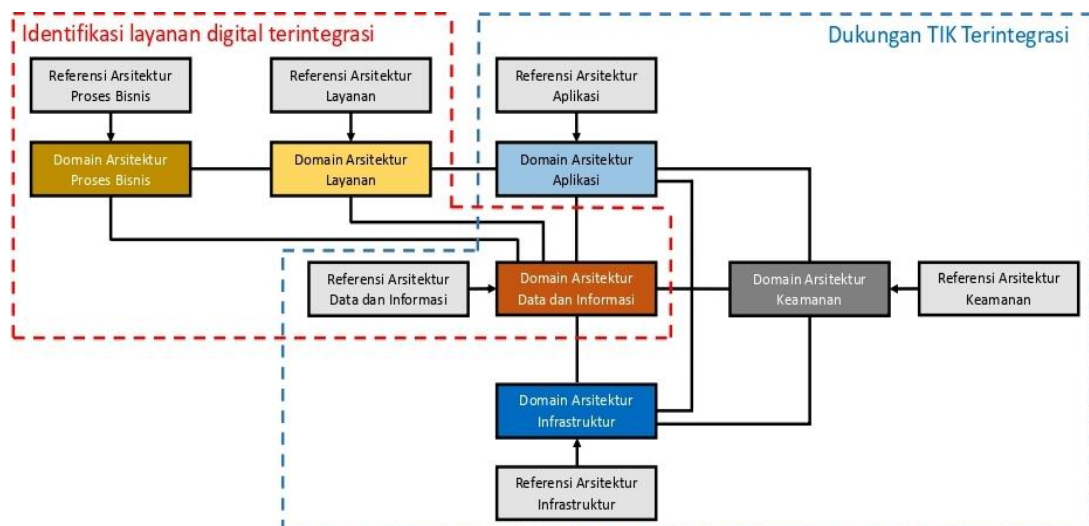 Identifikasi layanan digital terintegrasi
Dukungan TIK Terintegrasi
Referensi Arsitektur
Proses Bisnis
Referensi Arsitektur
Layanan
Referensi Arsitektur
Aplikasi
Domain Arsitektur
Proses Bisnis
Domain Arsitektur
Layanan
Domain Arsitektur
Aplikasi
Referensi Arsitektur
Data dan Informasi
Domain Arsitektur
Data dan Informasi
Domain Arsitektur
Keamanan
Referensi Arsitektur
Keamanan
Domain Arsitektur
Infrastruktur
Referensi Arsitektur
Infrastruktur